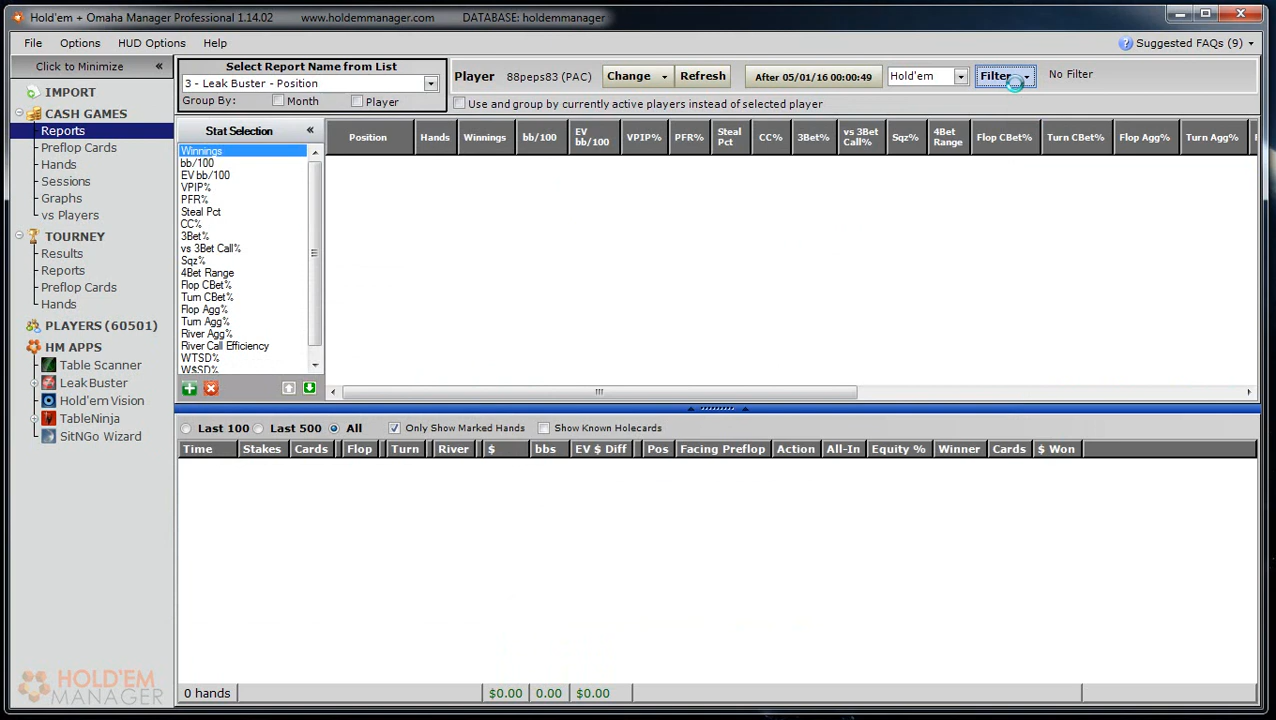 Hold'em + Omaha Manager Professional 1.14.02 www.holdemmanager.com DATABASE: holdemmanager
File Options HUD Options Help Suggested FAQs (9)
Click to Minimize «
IMPORT
CASH GAMES
Reports
Preflop Cards
Hands
Sessions
Graphs
vs Players
TOURNEY
Results
Reports
Preflop Cards
Hands
PLAYERS (60501)
HM APPS
Table Scanner
Leak Buster
Hold'em Vision
TableNinja
SitNGo Wizard
HOLD'EM
MANAGER
Select Report Name from List
3 - Leak Buster - Position
Group By: Month Player
Player 88peps83 (PAC) Change Refresh After 05/01/16 00:00:49 Hold'em Filter No Filter
Use and group by currently active players instead of selected player
Stat Selection «
Winnings
bb/100
EV bb/100
VPIP%
PFR%
Steal Pct
CC%
3Bet%
vs 3Bet Call%
Sqz%
4Bet Range
Flop CBet%
Turn CBet%
Flop Agg%
Turn Agg%
River Agg%
River Call Efficiency
WTSD%
W$SD%
Position Hands Winnings bb/100 EV bb/100 VPIP% PFR% Steal Pct CC% 3Bet% vs 3Bet Call% Sqz% 4Bet Range Flop CBet% Turn CBet% Flop Agg% Turn Agg%
Last 100 Last 500 All Only Show Marked Hands Show Known Holecards
Time Stakes Cards Flop Turn River $ bbs EV $ Diff Pos Facing Preflop Action All-In Equity % Winner Cards $ Won
0 hands $0.00 0.00 $0.00